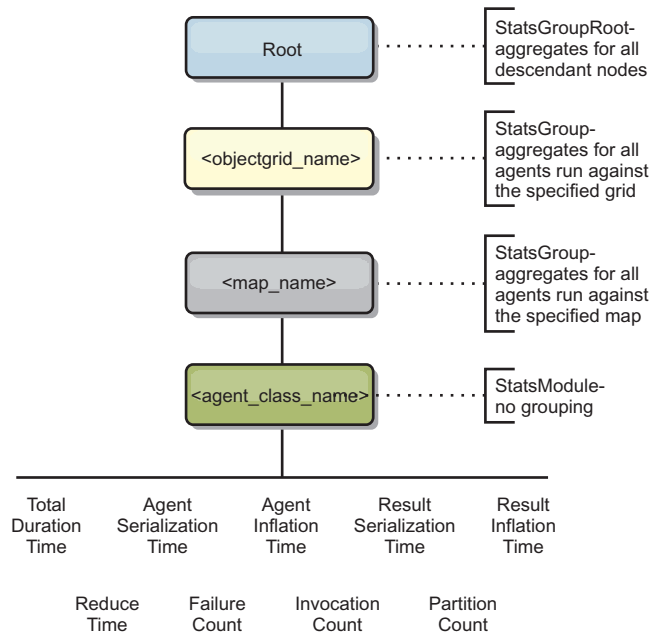 Root
StatsGroupRoot-
aggregates for all
descendant nodes
<objectgrid_name>
StatsGroup-
aggregates for all
agents run against
the specified grid
<map_name>
StatsGroup-
aggregates for all
agents run against
the specified map
<agent_class_name>
StatsModule-
no grouping
Total
Duration
Time
Agent
Serialization
Time
Agent
Inflation
Time
Result
Serialization
Time
Result
Inflation
Time
Reduce
Time
Failure
Count
Invocation
Count
Partition
Count